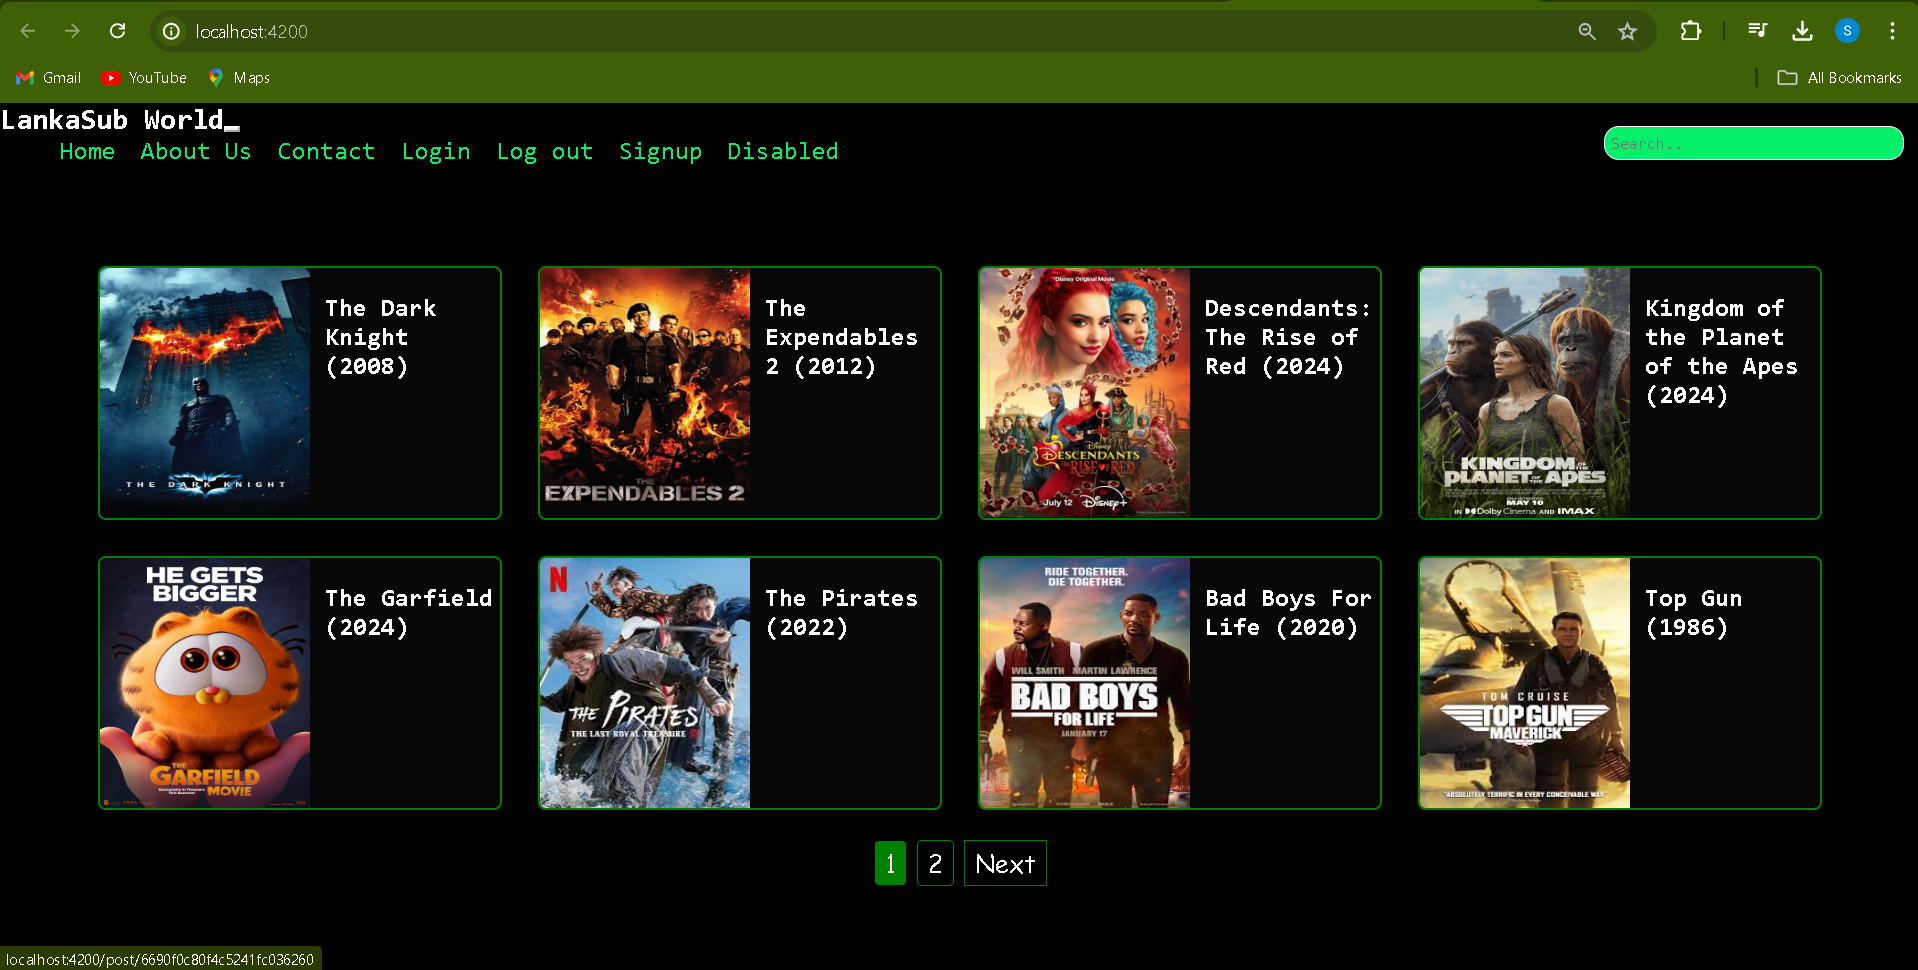 localhost:4200
S
Gmail YouTube Maps All Bookmarks
LankaSub World_
Home About Us Contact Login Log out Signup Disabled
Search..
THE DARK KNIGHT
The Dark
Knight
(2008)
THE
EXPENDABLES 2
The
Expendables
2 (2012)
Disney Original Movie
Disney
DESCENDANTS
THE RISE OF RED
July 12 Disney+
Descendants:
The Rise of
Red (2024)
KINGDOM OF THE
PLANET OF THE APES
MAY 10
IN Dolby Cinema AND IMAX
Kingdom of
the Planet
of the Apes
(2024)
HE GETS
BIGGER
THE
GARFIELD
MOVIE
The Garfield
(2024)
N
THE PIRATES
THE LAST ROYAL TREASURE
The Pirates
(2022)
RIDE TOGETHER.
DIE TOGETHER.
WILL SMITH MARTIN LAWRENCE
BAD BOYS
FOR LIFE
JANUARY 17
Bad Boys For
Life (2020)
TOM CRUISE
TOP GUN
MAVERICK
"ABSOLUTELY TERRIFIC IN EVERY CONCEIVABLE WAY."
Top Gun
(1986)
1 2 Next
localhost:4200/post/6690f0c80f4c5241fc036260